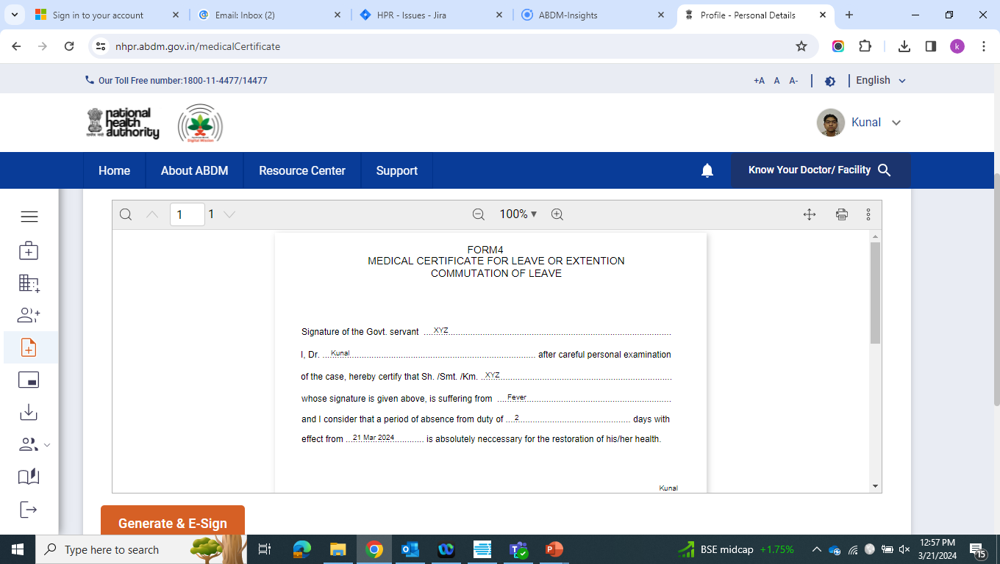 Sign in to your account
Email: Inbox (2)
HPR - Issues - Jira
ABDM-Insights
Profile - Personal Details
nhpr.abdm.gov.in/medicalCertificate
k
Our Toll Free number:1800-11-4477/14477
+A A A-
English
national
health
authority
Digital Mission
Kunal
Home
About ABDM
Resource Center
Support
Know Your Doctor/ Facility
1 1
100%
FORM4
MEDICAL CERTIFICATE FOR LEAVE OR EXTENTION
COMMUTATION OF LEAVE
Signature of the Govt. servant ....XYZ....
I, Dr. ...Kunal.... after careful personal examination
of the case, hereby certify that Sh. /Smt. /Km. ..XYZ....
whose signature is given above, is suffering from ....Fever....
and I consider that a period of absence from duty of ....2.... days with
effect from ...21 Mar 2024.... is absolutely neccessary for the restoration of his/her health.
Kunal
Generate & E-Sign
Type here to search
BSE midcap +1.75%
12:57 PM
3/21/2024
15